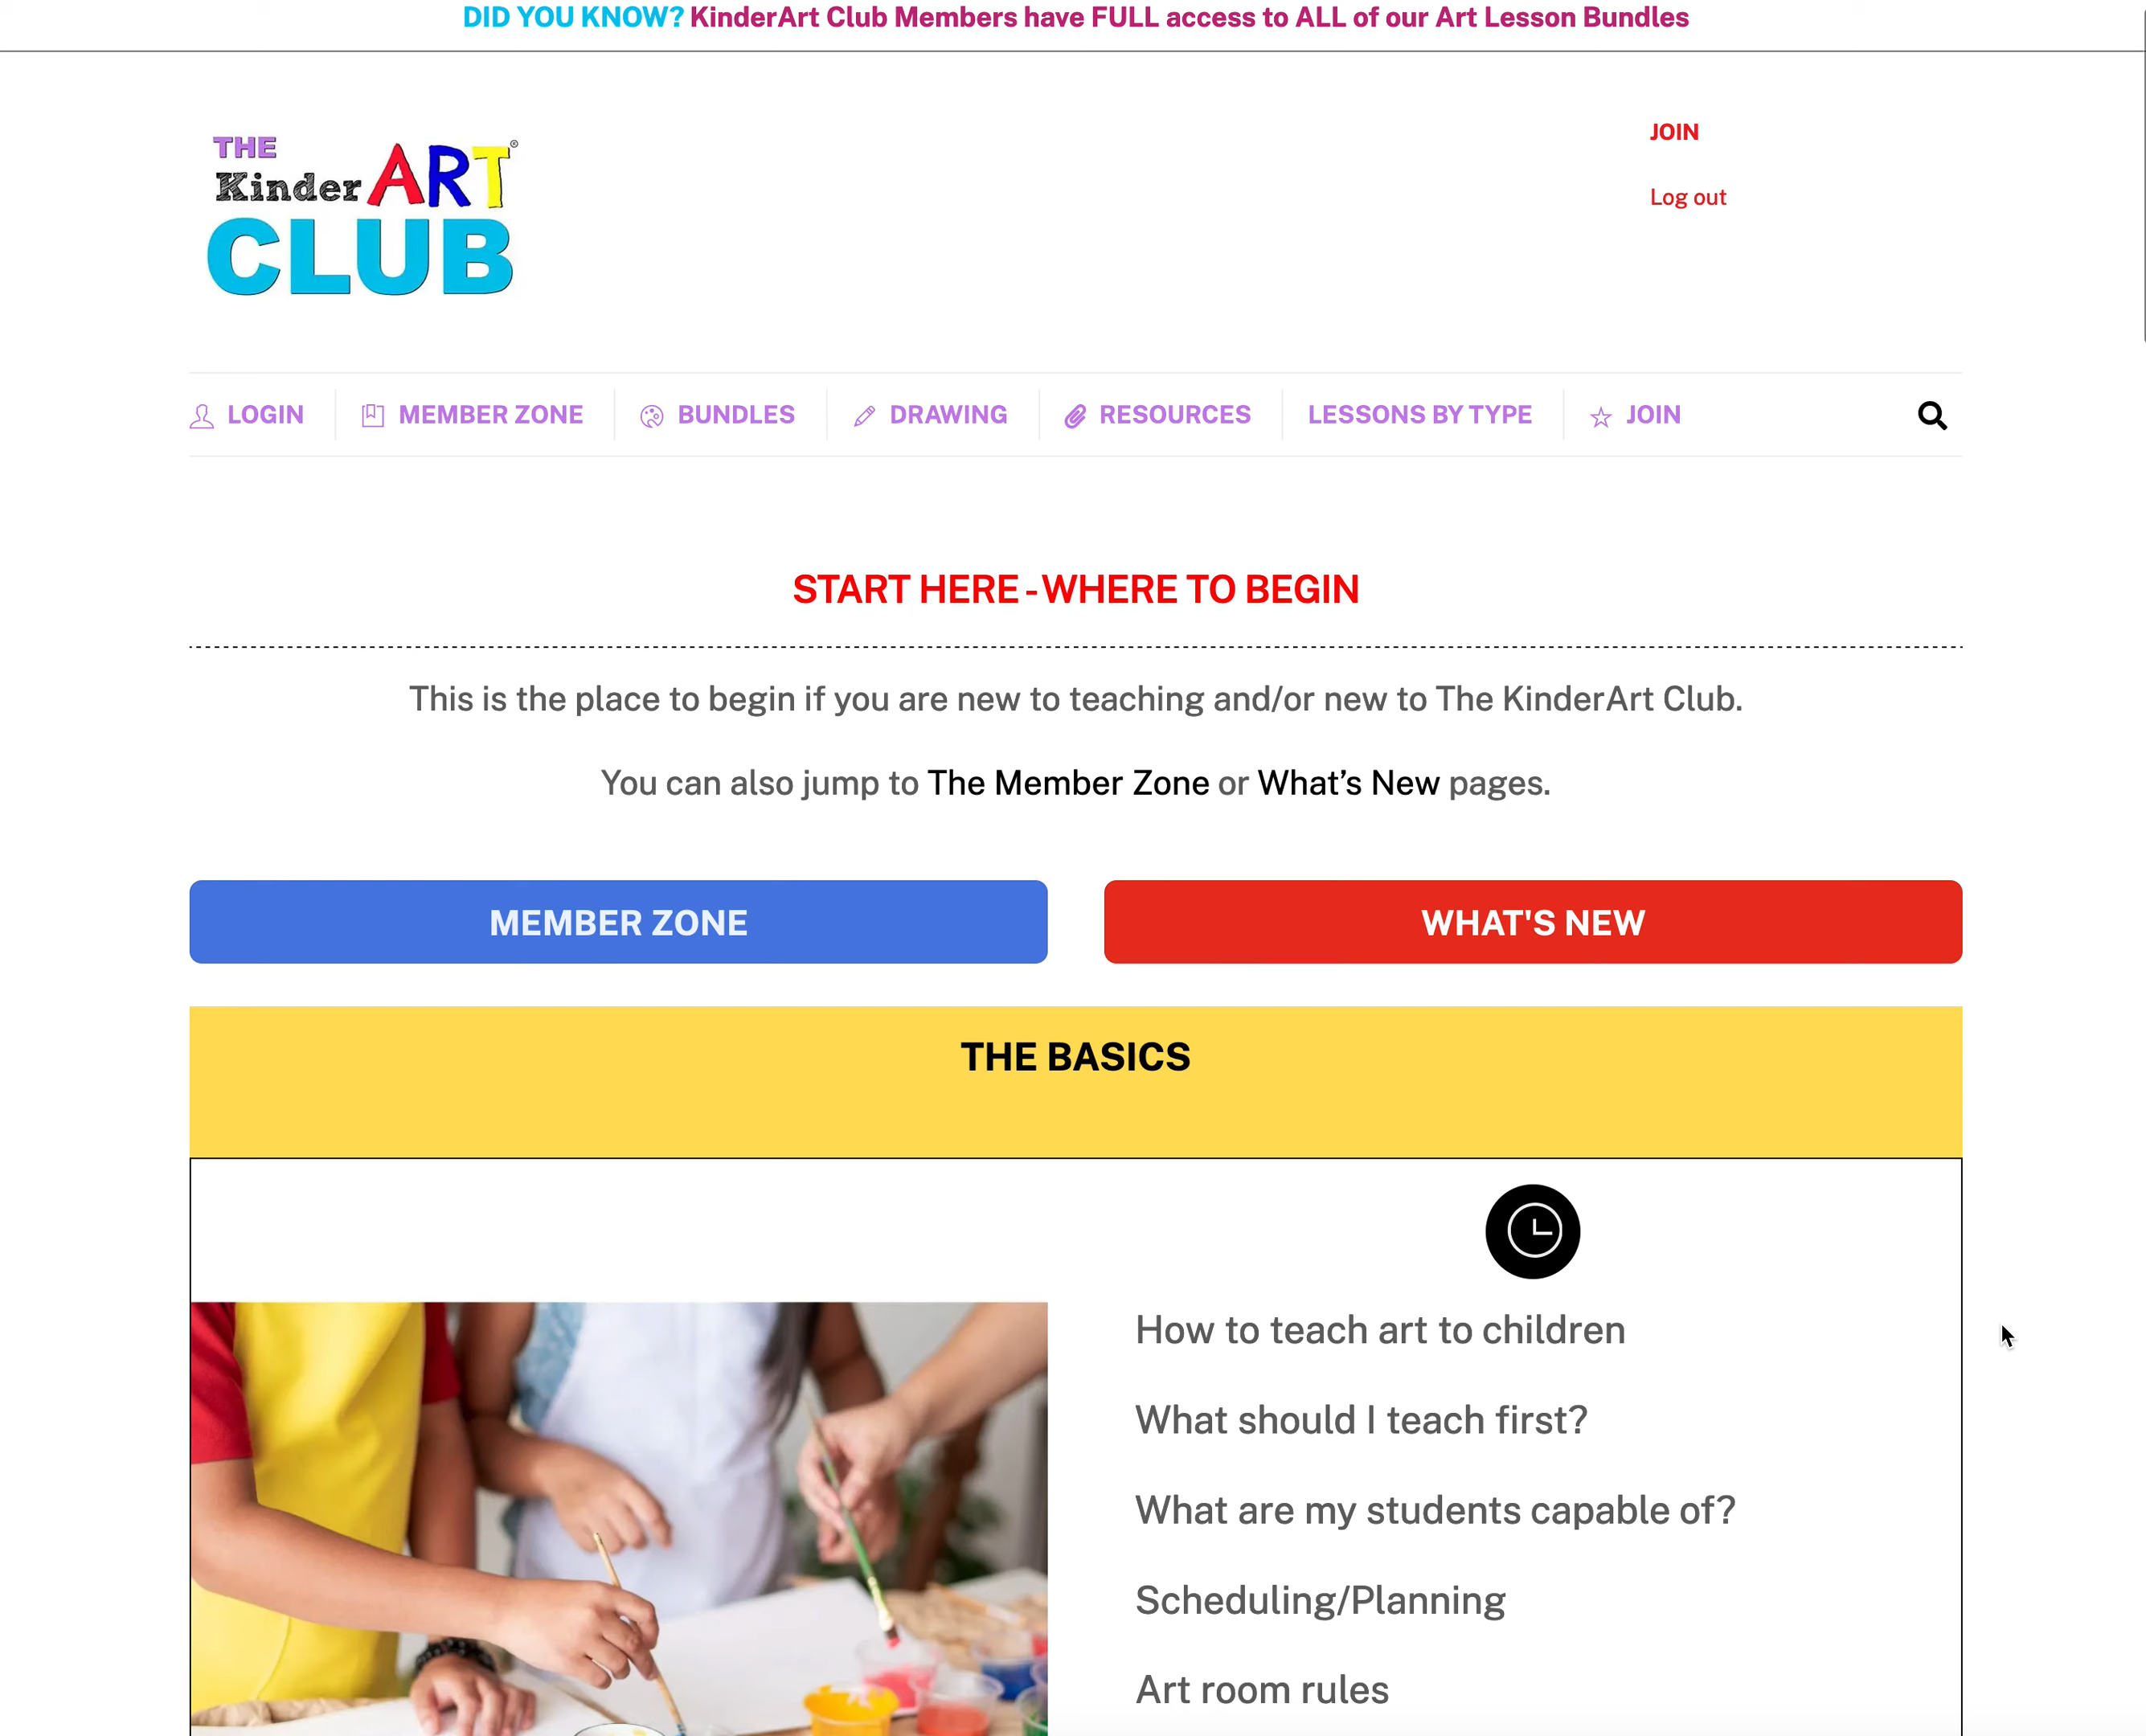 DID YOU KNOW? KinderArt Club Members have FULL access to ALL of our Art Lesson Bundles
THE
KinderART®
CLUB
JOIN
Log out
LOGIN
MEMBER ZONE
BUNDLES
DRAWING
RESOURCES
LESSONS BY TYPE
JOIN
START HERE - WHERE TO BEGIN
This is the place to begin if you are new to teaching and/or new to The KinderArt Club.
You can also jump to The Member Zone or What’s New pages.
MEMBER ZONE
WHAT'S NEW
THE BASICS
How to teach art to children
What should I teach first?
What are my students capable of?
Scheduling/Planning
Art room rules